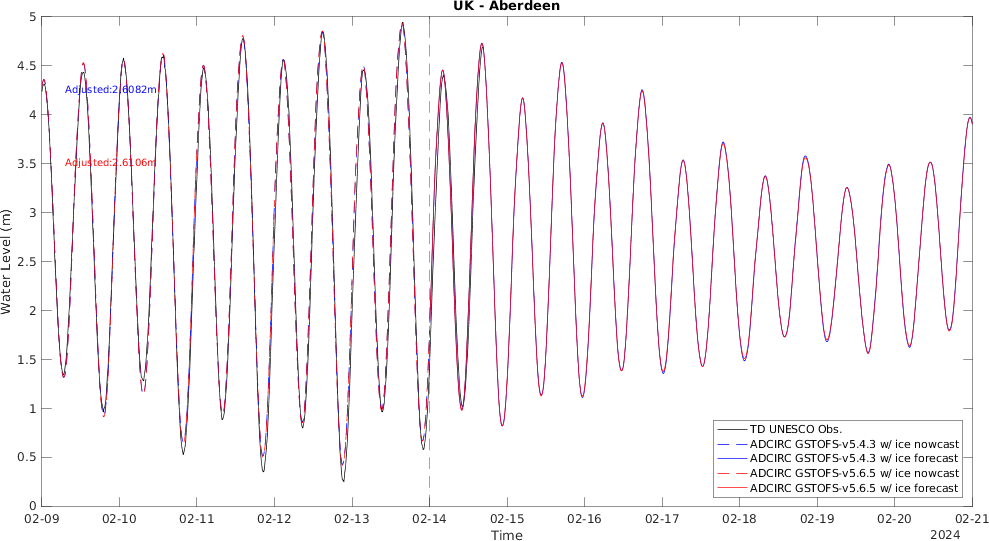 UK - Aberdeen
5
4.5
4
3.5
3
2.5
2
1.5
1
0.5
0
Water Level (m)
Adjusted:2.6082m
Adjusted:2.6106m
TD UNESCO Obs.
ADCIRC GSTOFS-v5.4.3 w/ ice nowcast
ADCIRC GSTOFS-v5.4.3 w/ ice forecast
ADCIRC GSTOFS-v5.6.5 w/ ice nowcast
ADCIRC GSTOFS-v5.6.5 w/ ice forecast
02-09 02-10 02-11 02-12 02-13 02-14 02-15 02-16 02-17 02-18 02-19 02-20 02-21
Time
2024